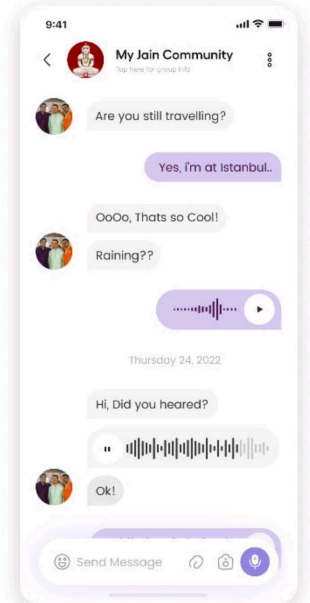 9:41
My Jain Community
Tap here for group info
Are you still travelling?
Yes, i'm at Istanbul..
OoOo, Thats so Cool!
Raining??
Thursday 24, 2022
Hi, Did you heared?
Ok!
Send Message